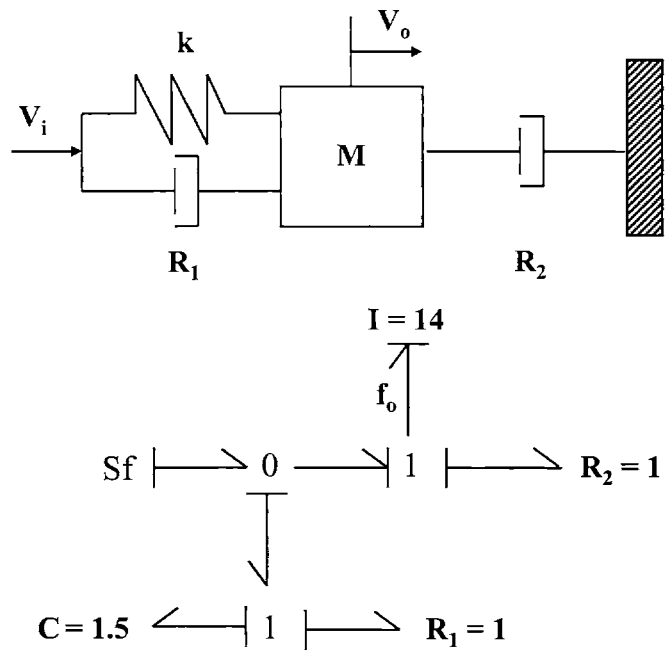 V_o
k
V_i
M
R_1
R_2
I = 14
f_o
Sf 0 1 R_2 = 1
C = 1.5 1 R_1 = 1